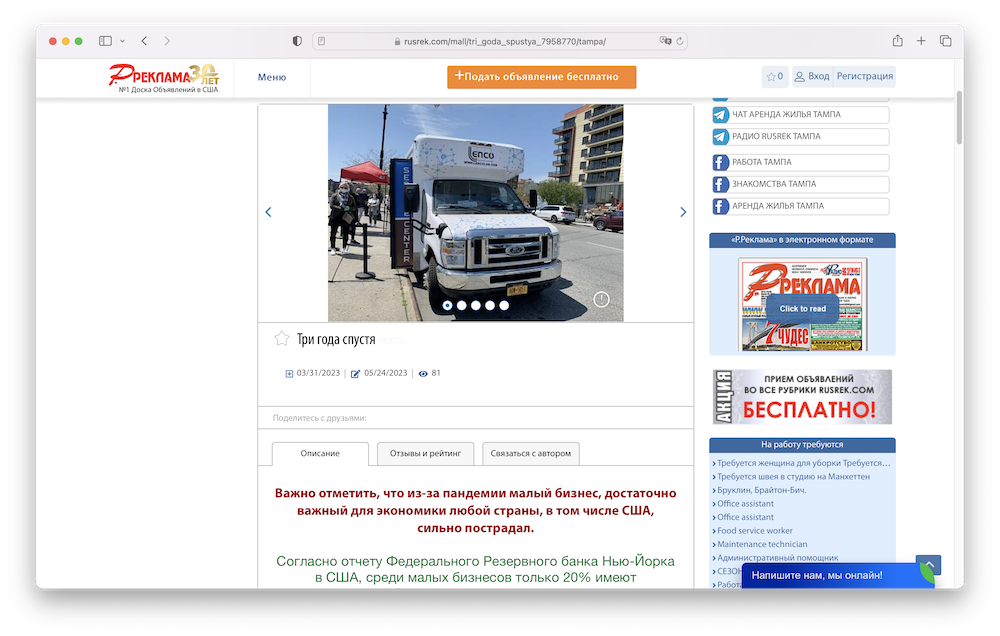 rusrek.com/mall/tri_goda_spustya_7958770/tampa/
РЕКЛАМА 30 ЛЕТ
№1 Доска Объявлений в США
Меню
+Подать объявление бесплатно
0
Вход
Регистрация
LENCO
SERVICE CENTER
Три года спустя
03/31/2023 | 05/24/2023 | 81
Поделитесь с друзьями:
Описание
Отзывы и рейтинг
Связаться с автором
Важно отметить, что из-за пандемии малый бизнес, достаточно
важный для экономики любой страны, в том числе США,
сильно пострадал.
Согласно отчету Федерального Резервного банка Нью-Йорка
в США, среди малых бизнесов только 20% имеют
ЧАТ АРЕНДА ЖИЛЬЯ ТАМПА
РАДИО RUSREK ТАМПА
РАБОТА ТАМПА
ЗНАКОМСТВА ТАМПА
АРЕНДА ЖИЛЬЯ ТАМПА
«Р.Реклама» в электронном формате
РЕКЛАМА
Click to read
7 ЧУДЕС
АКЦИЯ
ПРИЕМ ОБЪЯВЛЕНИЙ
ВО ВСЕ РУБРИКИ RUSREK.COM
БЕСПЛАТНО!
На работу требуются
Требуется женщина для уборки Требуется...
Требуется швея в студию на Манхеттен
Бруклин, Брайтон-Бич.
Office assistant
Office assistant
Food service worker
Maintenance technician
Административный помощник
Напишите нам, мы онлайн!